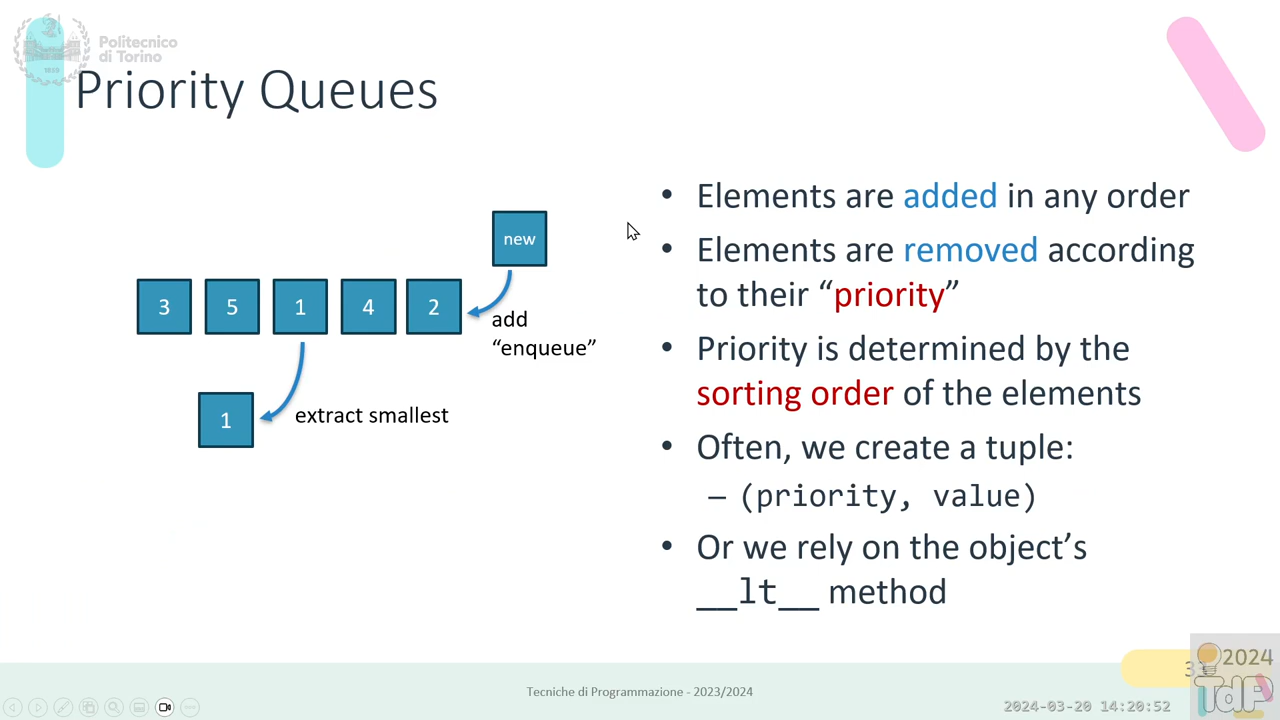 Politecnico
di Torino
Priority Queues
new
3 5 1 4 2
add
“enqueue”
1
extract smallest
• Elements are added in any order
• Elements are removed according
to their “priority”
• Priority is determined by the
sorting order of the elements
• Often, we create a tuple:
– (priority, value)
• Or we rely on the object’s
__lt__ method
Tecniche di Programmazione - 2023/2024
2024
TdP
2024-03-20 14:20:52